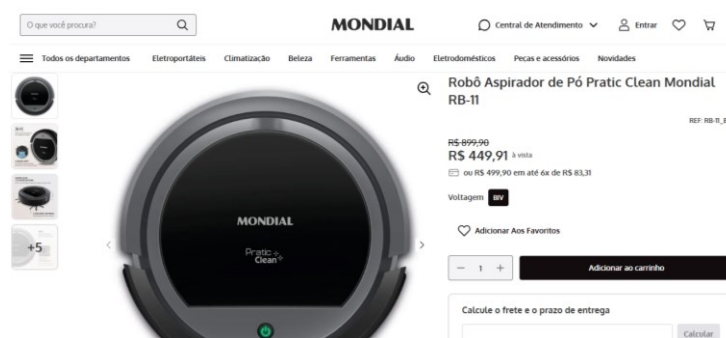 O que você procura?
MONDIAL
Central de Atendimento
Entrar
Todos os departamentos
Eletroportáteis
Climatização
Beleza
Ferramentas
Áudio
Eletrodomésticos
Peças e acessórios
Novidades
+5
MONDIAL
Pratic
Clean
Robô Aspirador de Pó Pratic Clean Mondial
RB-11
REF: RB-11_B
R$ 899,90
R$ 449,91 à vista
ou R$ 499,90 em até 6x de R$ 83,31
Voltagem BIV
Adicionar Aos Favoritos
− 1 +
Adicionar ao carrinho
Calcule o frete e o prazo de entrega
Calcular